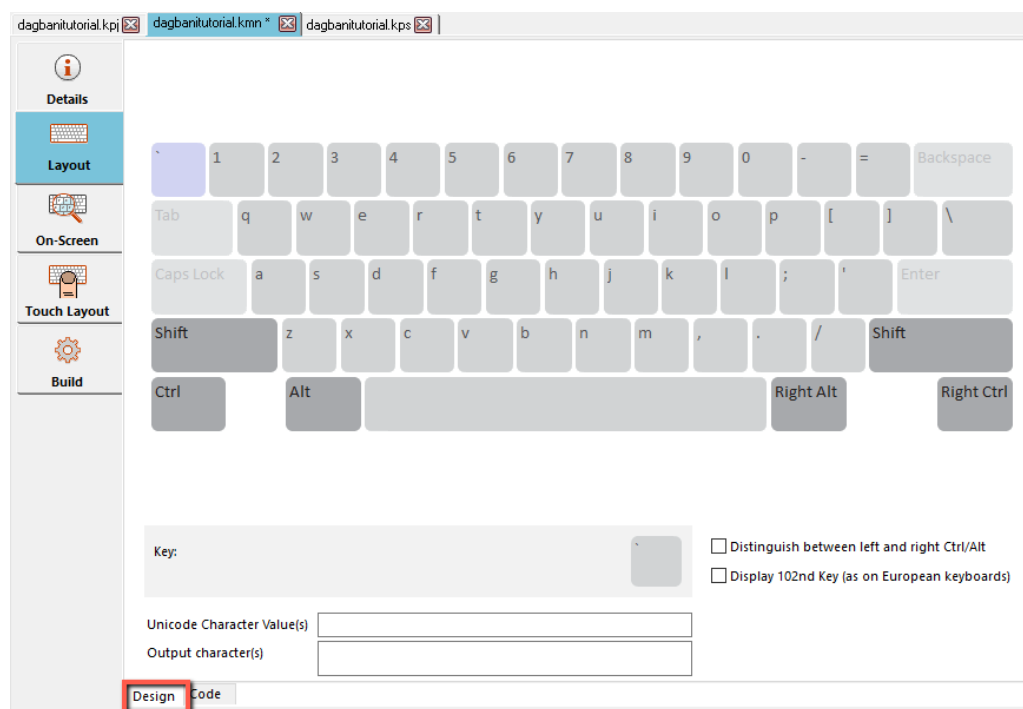 dagbanitutorial.kpj dagbanitutorial.kmn * dagbanitutorial.kps
Details
Layout
On-Screen
Touch Layout
Build
` 1 2 3 4 5 6 7 8 9 0 - = Backspace
Tab q w e r t y u i o p [ ] \
Caps Lock a s d f g h j k l ; ' Enter
Shift z x c v b n m , . / Shift
Ctrl Alt Right Alt Right Ctrl
Key: `
Distinguish between left and right Ctrl/Alt
Display 102nd Key (as on European keyboards)
Unicode Character Value(s)
Output character(s)
Design Code